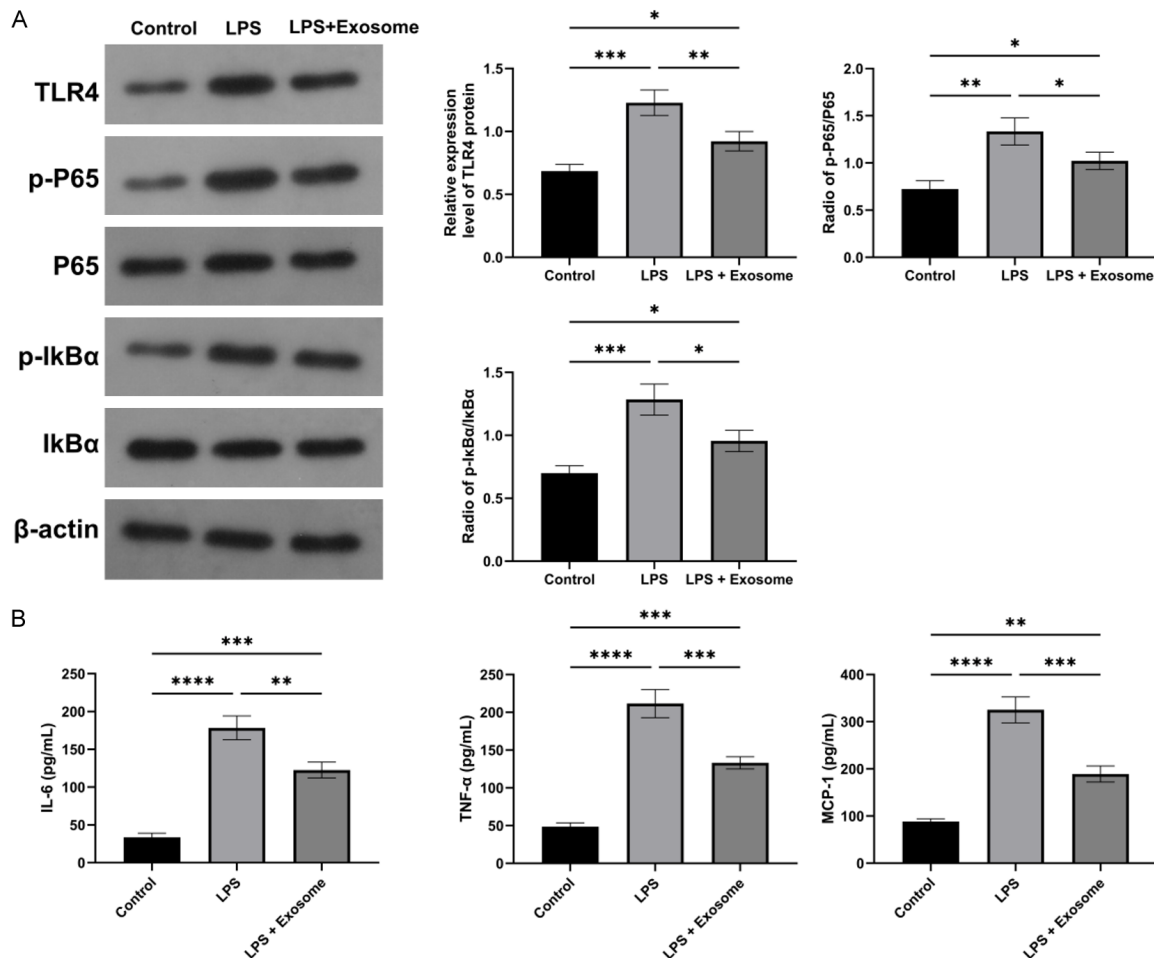 A
Control LPS LPS+Exosome
TLR4
p-P65
P65
p-IkBα
IkBα
β-actin
*
*** **
Relative expression
level of TLR4 protein
1.5
1.0
0.5
0.0
Control LPS LPS + Exosome
*
** *
Radio of p-P65/P65
2.0
1.5
1.0
0.5
0.0
Control LPS LPS + Exosome
*
*** *
Radio of p-IκBα/IκBα
1.5
1.0
0.5
0.0
Control LPS LPS + Exosome
B
***
**** **
IL-6 (pg/mL)
250
200
150
100
50
0
Control LPS LPS + Exosome
***
**** ***
TNF-α (pg/mL)
250
200
150
100
50
0
Control LPS LPS + Exosome
**
**** ***
MCP-1 (pg/mL)
400
300
200
100
0
Control LPS LPS + Exosome